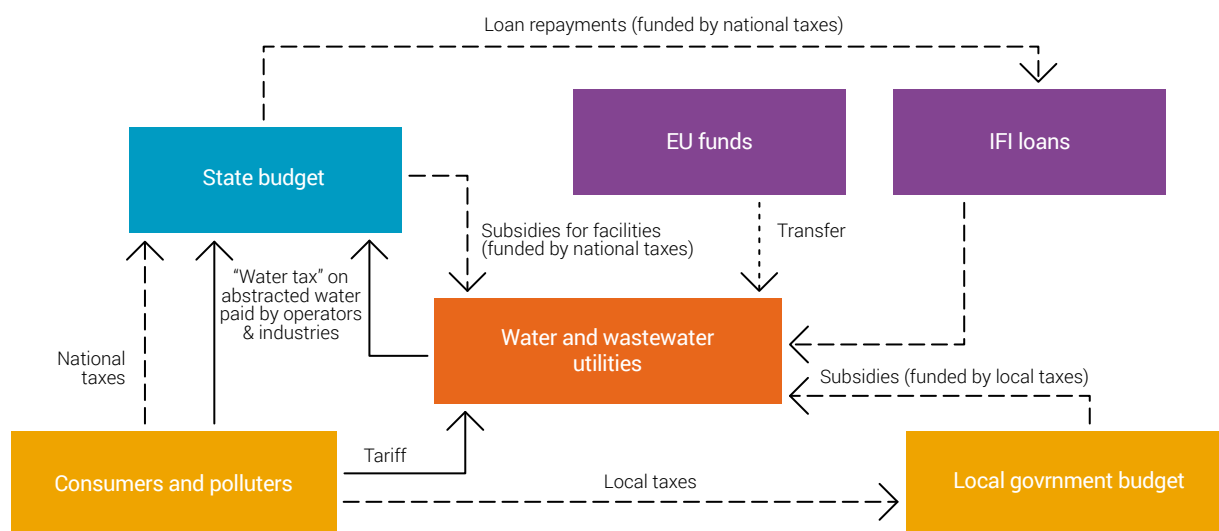 Loan repayments (funded by national taxes)
EU funds
IFI loans
State budget
Subsidies for facilities
(funded by national taxes)
Transfer
“Water tax” on
abstracted water
paid by operators
& industries
Water and wastewater
utilities
National
taxes
Subsidies (funded by local taxes)
Tariff
Consumers and polluters
Local taxes
Local govrnment budget